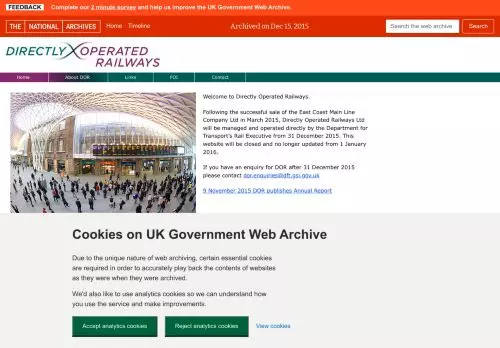 FEEDBACK Complete our 2 minute survey and help us improve the UK Government Web Archive.
THE NATIONAL ARCHIVES Home Timeline Archived on Dec 15, 2015 Search the web archive Search
DIRECTLY OPERATED
RAILWAYS
Home About DOR Links FOI Contact
Welcome to Directly Operated Railways.
Following the successful sale of the East Coast Main Line
Company Ltd in March 2015, Directly Operated Railways Ltd
will be managed and operated directly by the Department for
Transport's Rail Executive from 31 December 2015. This
website will be closed and no longer updated from 1 January
2016.
If you have an enquiry for DOR after 31 December 2015
please contact dor.enquiries@dft.gsi.gov.uk
9 November 2015 DOR publishes Annual Report
Cookies on UK Government Web Archive
Due to the unique nature of web archiving, certain essential cookies
are required in order to accurately play back the contents of websites
as they were when they were archived.
We'd also like to use analytics cookies so we can understand how
you use the service and make improvements.
Accept analytics cookies Reject analytics cookies View cookies